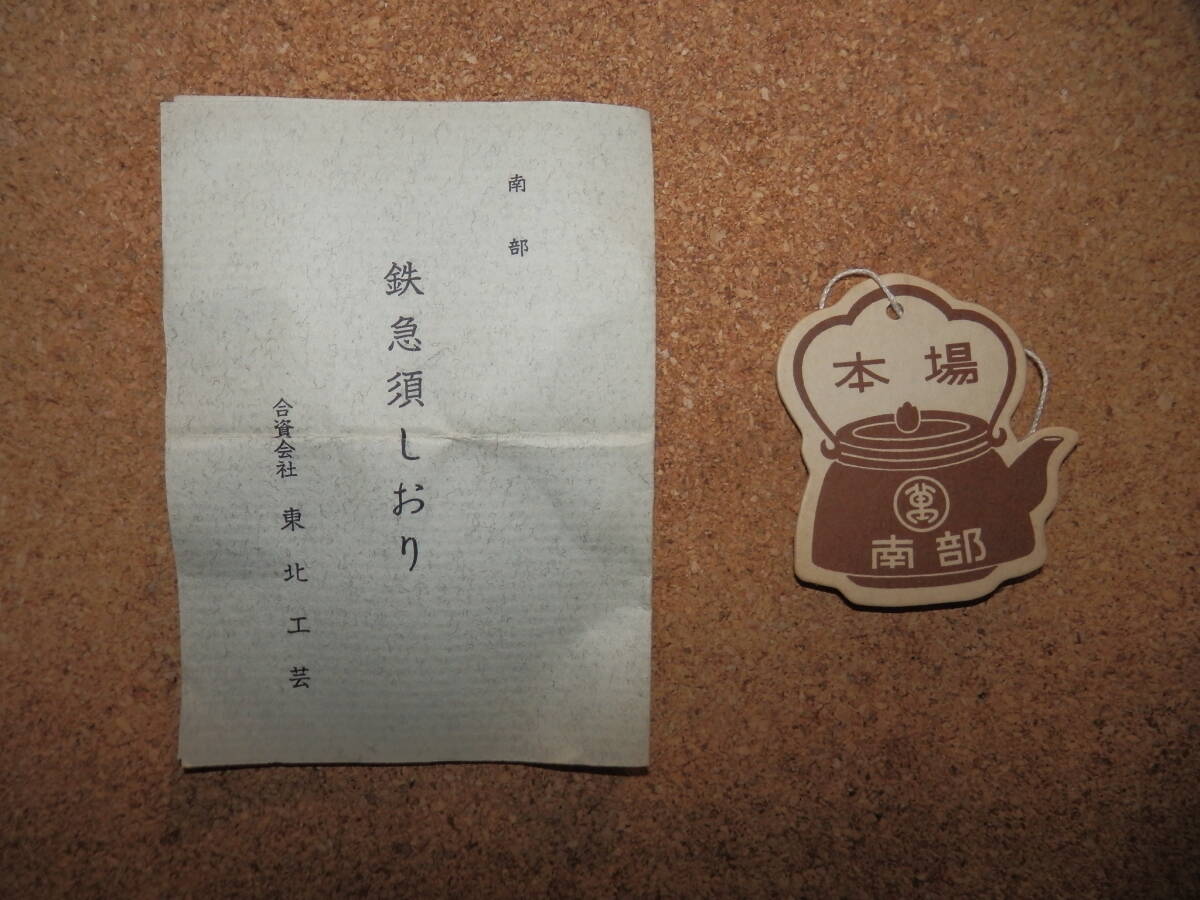 南部
鉄急須しおり
合資会社 東北工芸
本場
萬
南部